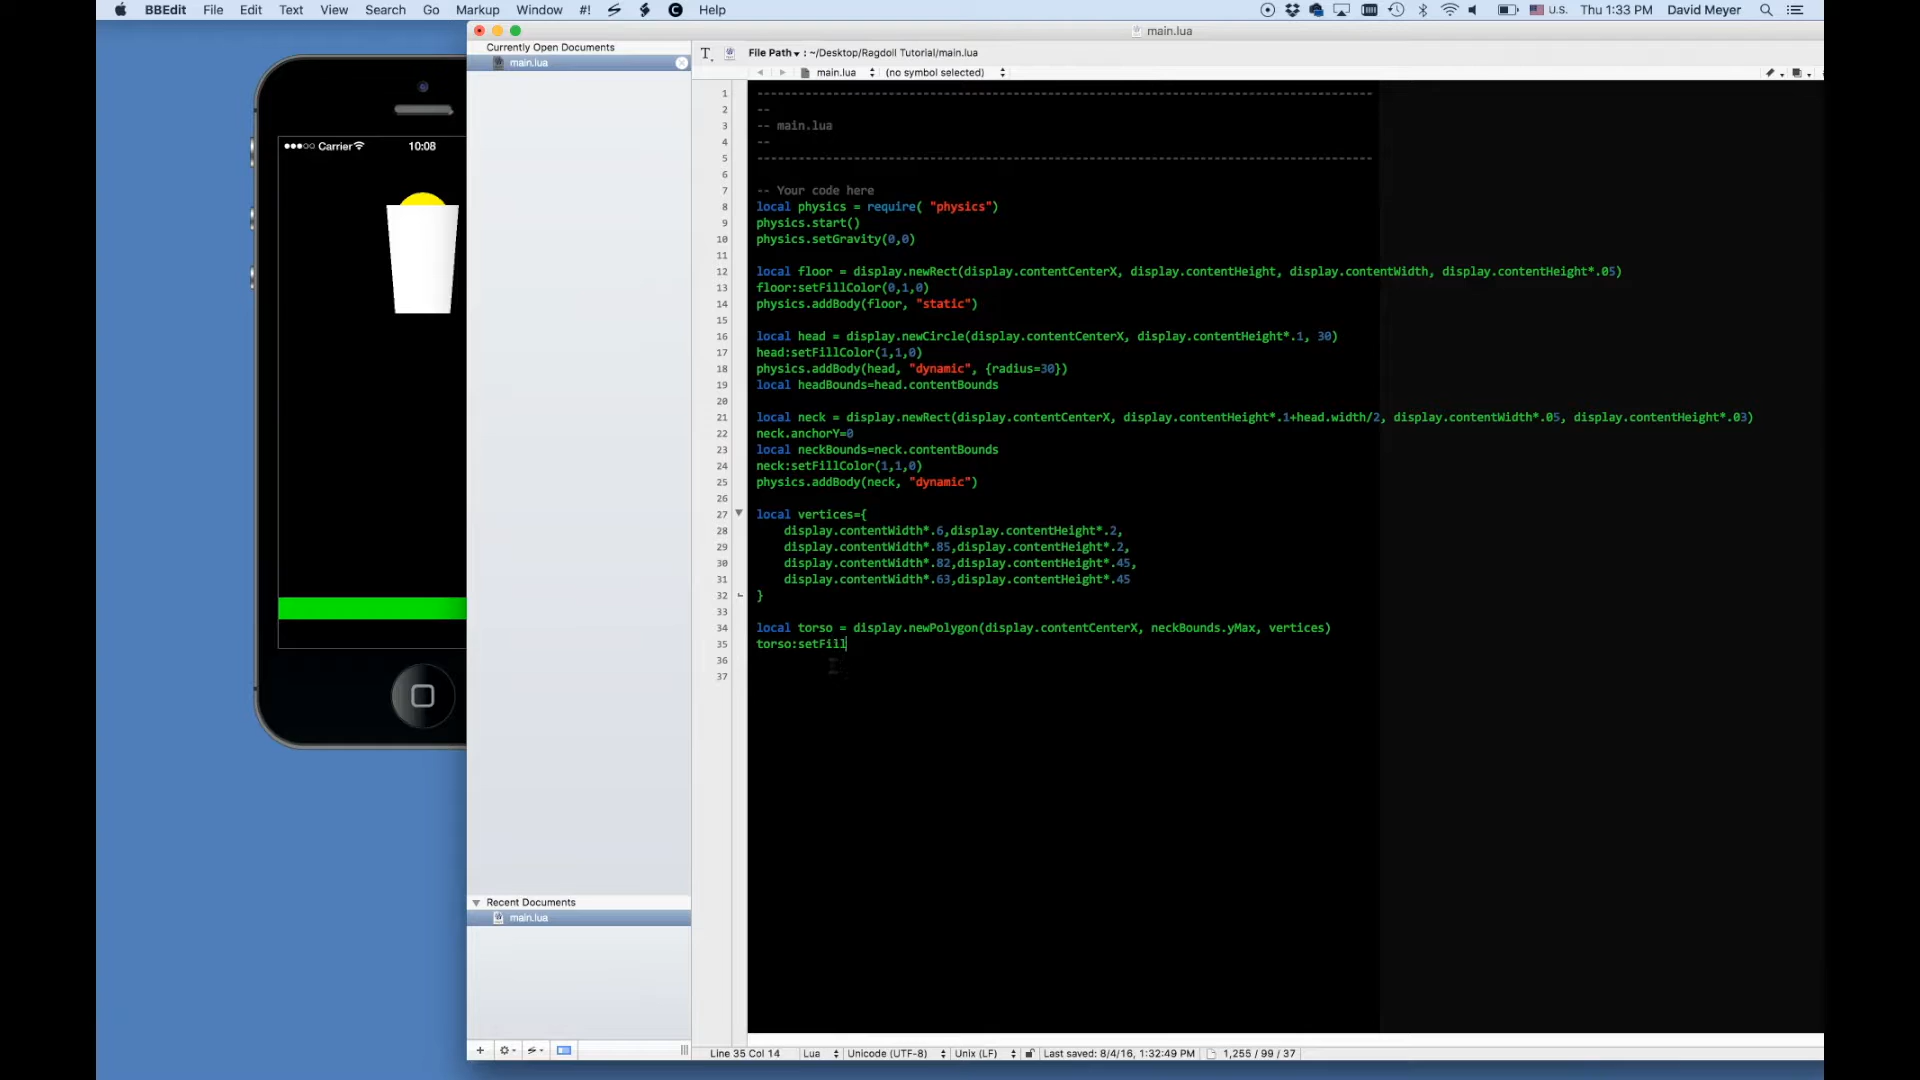 BBEdit File Edit Text View Search Go Markup Window #! Help U.S. Thu 1:33 PM David Meyer
main.lua
Currently Open Documents
main.lua
File Path : ~/Desktop/Ragdoll Tutorial/main.lua
main.lua (no symbol selected)
Carrier 10:08
1 ------------------------------------------------------------------------------------------
2 --
3 -- main.lua
4 --
5 ------------------------------------------------------------------------------------------
6
7 -- Your code here
8 local physics = require( "physics")
9 physics.start()
10 physics.setGravity(0,0)
11
12 local floor = display.newRect(display.contentCenterX, display.contentHeight, display.contentWidth, display.contentHeight*.05)
13 floor:setFillColor(0,1,0)
14 physics.addBody(floor, "static")
15
16 local head = display.newCircle(display.contentCenterX, display.contentHeight*.1, 30)
17 head:setFillColor(1,1,0)
18 physics.addBody(head, "dynamic", {radius=30})
19 local headBounds=head.contentBounds
20
21 local neck = display.newRect(display.contentCenterX, display.contentHeight*.1+head.width/2, display.contentWidth*.05, display.contentHeight*.03)
22 neck.anchorY=0
23 local neckBounds=neck.contentBounds
24 neck:setFillColor(1,1,0)
25 physics.addBody(neck, "dynamic")
26
27 local vertices={
28 display.contentWidth*.6,display.contentHeight*.2,
29 display.contentWidth*.85,display.contentHeight*.2,
30 display.contentWidth*.82,display.contentHeight*.45,
31 display.contentWidth*.63,display.contentHeight*.45
32 }
33
34 local torso = display.newPolygon(display.contentCenterX, neckBounds.yMax, vertices)
35 torso:setFill
36
37
Recent Documents
main.lua
Line 35 Col 14 Lua Unicode (UTF-8) Unix (LF) Last saved: 8/4/16, 1:32:49 PM 1,255 / 99 / 37